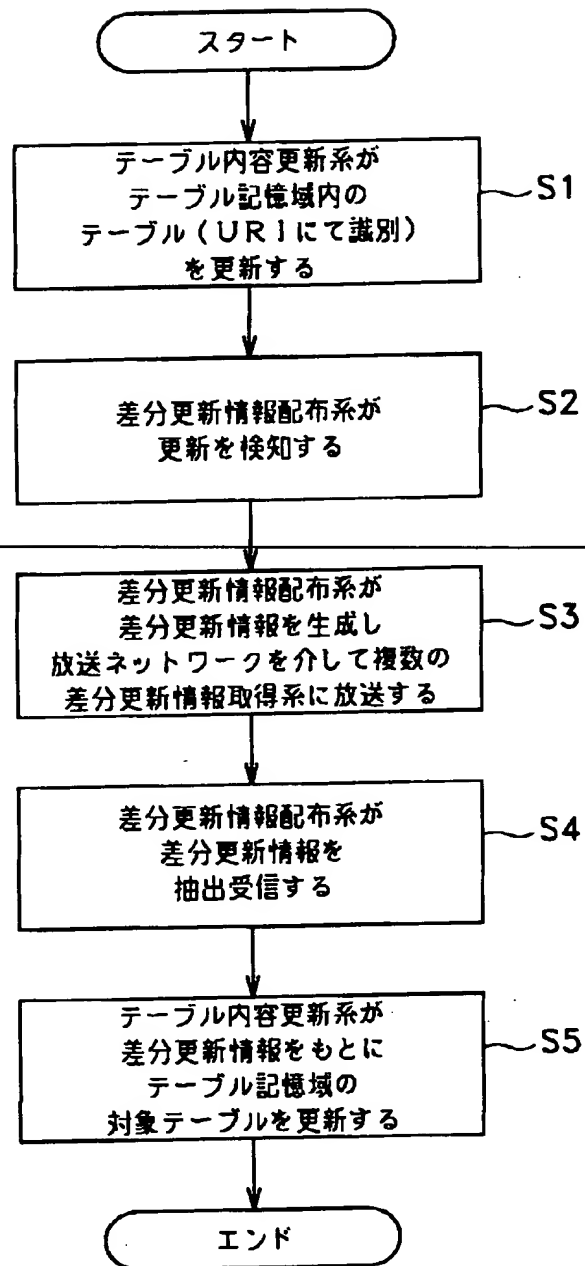 スタート
テーブル内容更新系が
テーブル記憶域内の
テーブル(URIにて識別)
を更新する
S1
差分更新情報配布系が
更新を検知する
S2
差分更新情報配布系が
差分更新情報を生成し
放送ネットワークを介して複数の
差分更新情報取得系に放送する
S3
差分更新情報配布系が
差分更新情報を
抽出受信する
S4
テーブル内容更新系が
差分更新情報をもとに
テーブル記憶域の
対象テーブルを更新する
S5
エンド